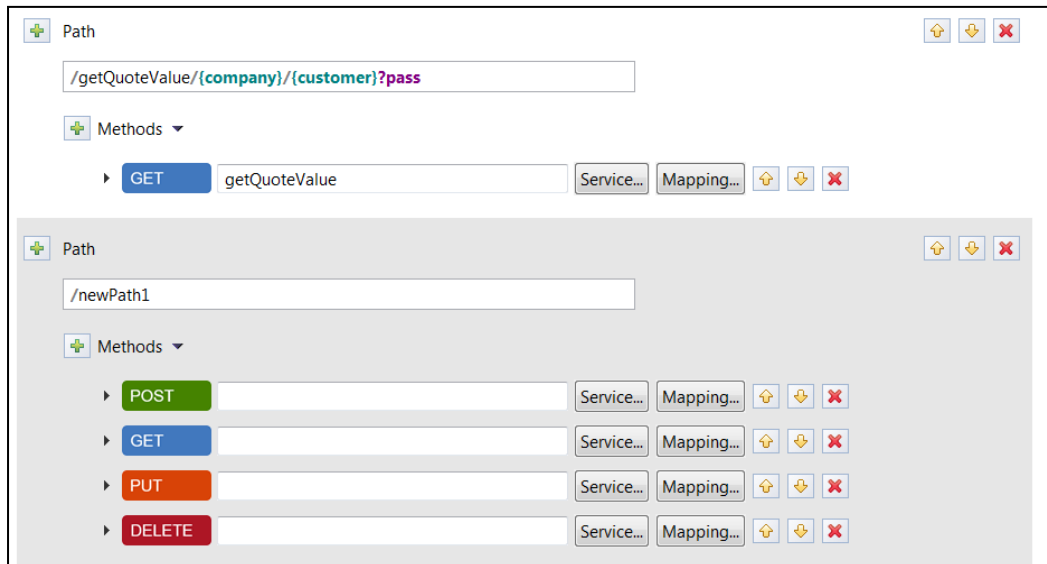 Path
/getQuoteValue/{company}/{customer}?pass
Methods
GET getQuoteValue Service... Mapping...
Path
/newPath1
Methods
POST Service... Mapping...
GET Service... Mapping...
PUT Service... Mapping...
DELETE Service... Mapping...